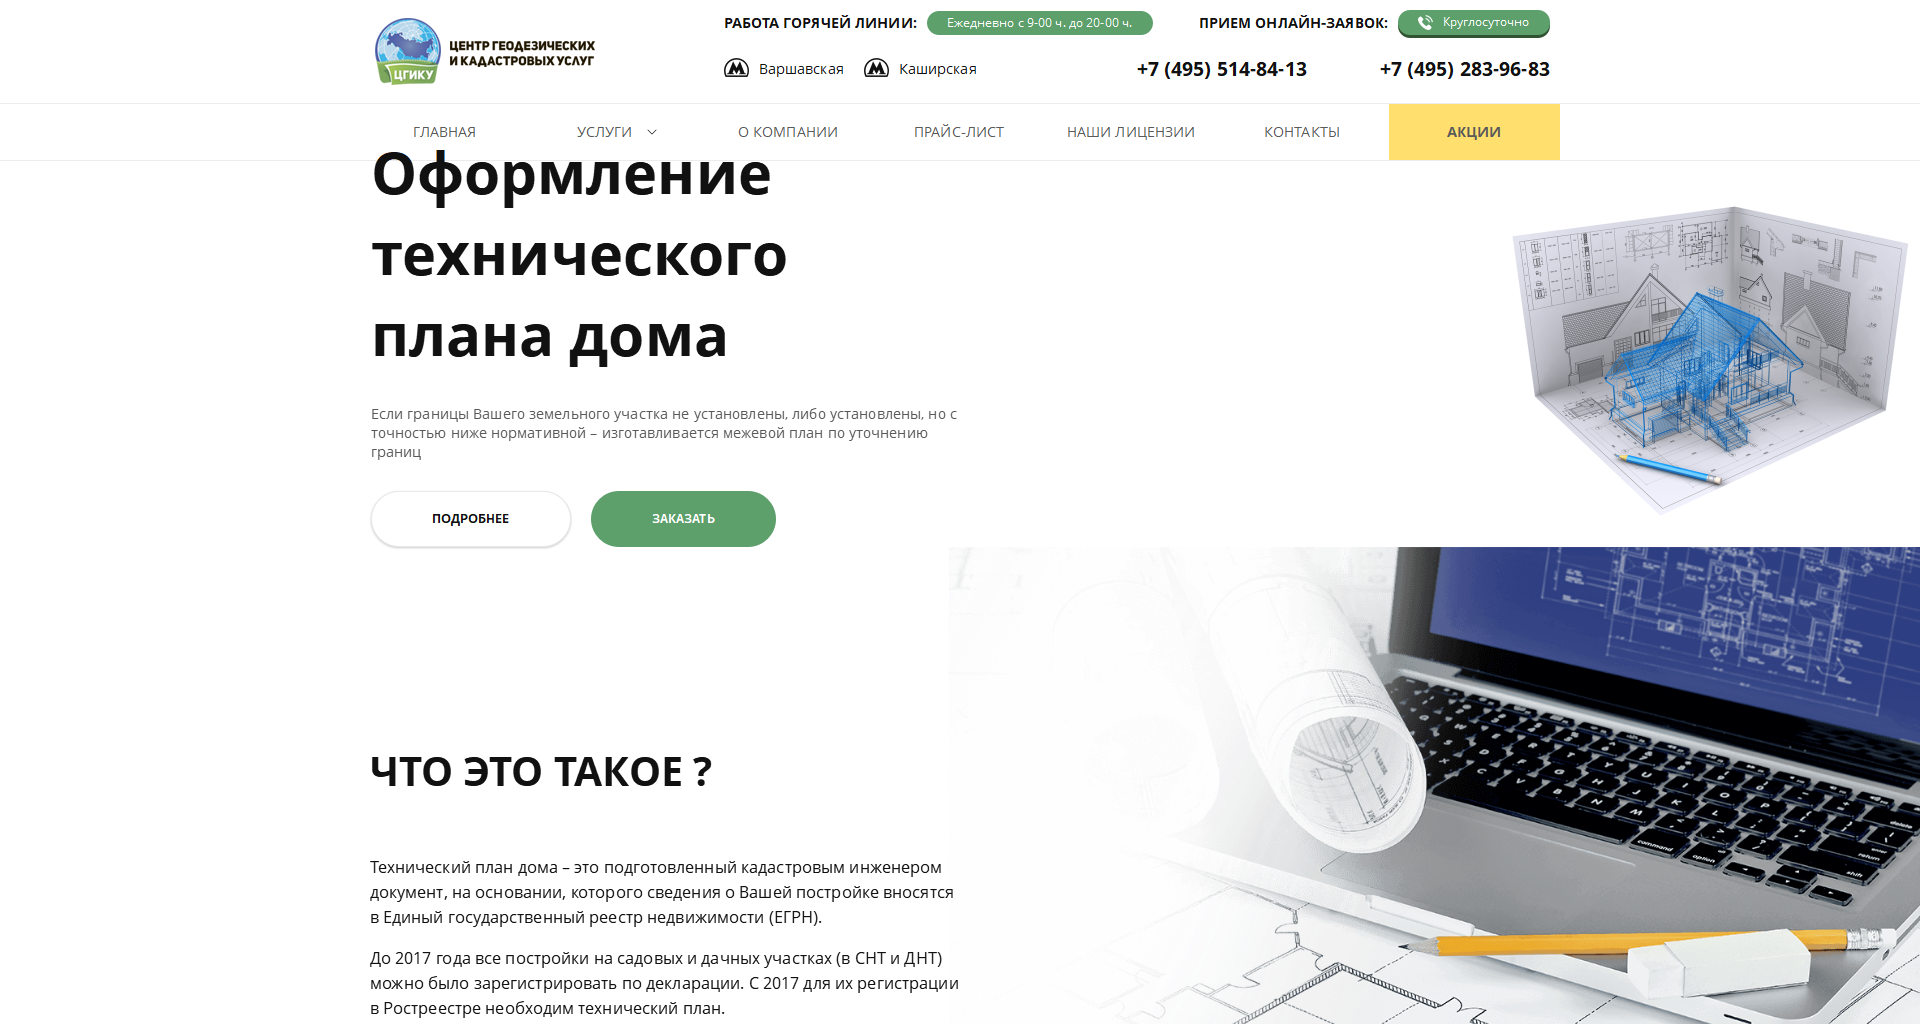 ЦГИКУ
ЦЕНТР ГЕОДЕЗИЧЕСКИХ
И КАДАСТРОВЫХ УСЛУГ
РАБОТА ГОРЯЧЕЙ ЛИНИИ: Ежедневно с 9-00 ч. до 20-00 ч. ПРИЕМ ОНЛАЙН-ЗАЯВОК: Круглосуточно
Варшавская Каширская +7 (495) 514-84-13 +7 (495) 283-96-83
ГЛАВНАЯ УСЛУГИ О КОМПАНИИ ПРАЙС-ЛИСТ НАШИ ЛИЦЕНЗИИ КОНТАКТЫ АКЦИИ
Оформление
технического
плана дома
Если границы Вашего земельного участка не установлены, либо установлены, но с
точностью ниже нормативной – изготавливается межевой план по уточнению
границ
ПОДРОБНЕЕ ЗАКАЗАТЬ
ЧТО ЭТО ТАКОЕ ?
Технический план дома – это подготовленный кадастровым инженером
документ, на основании, которого сведения о Вашей постройке вносятся
в Единый государственный реестр недвижимости (ЕГРН).
До 2017 года все постройки на садовых и дачных участках (в СНТ и ДНТ)
можно было зарегистрировать по декларации. С 2017 для их регистрации
в Росреестре необходим технический план.
delete
return
shift
command
option